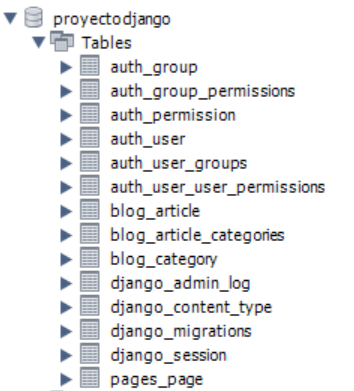 proyectodjango
Tables
auth_group
auth_group_permissions
auth_permission
auth_user
auth_user_groups
auth_user_user_permissions
blog_article
blog_article_categories
blog_category
django_admin_log
django_content_type
django_migrations
django_session
pages_page